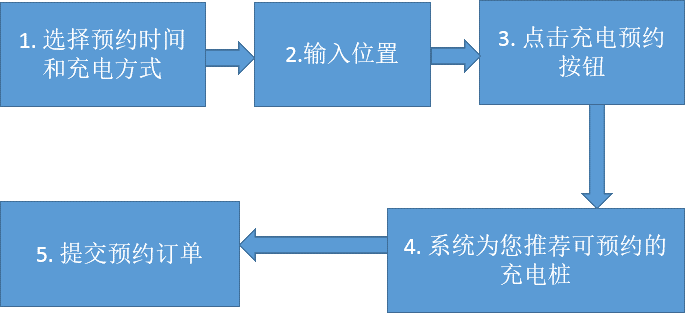 1. 选择预约时间
和充电方式
2.输入位置
3. 点击充电预约
按钮
4. 系统为您推荐可预约的
充电桩
5. 提交预约订单